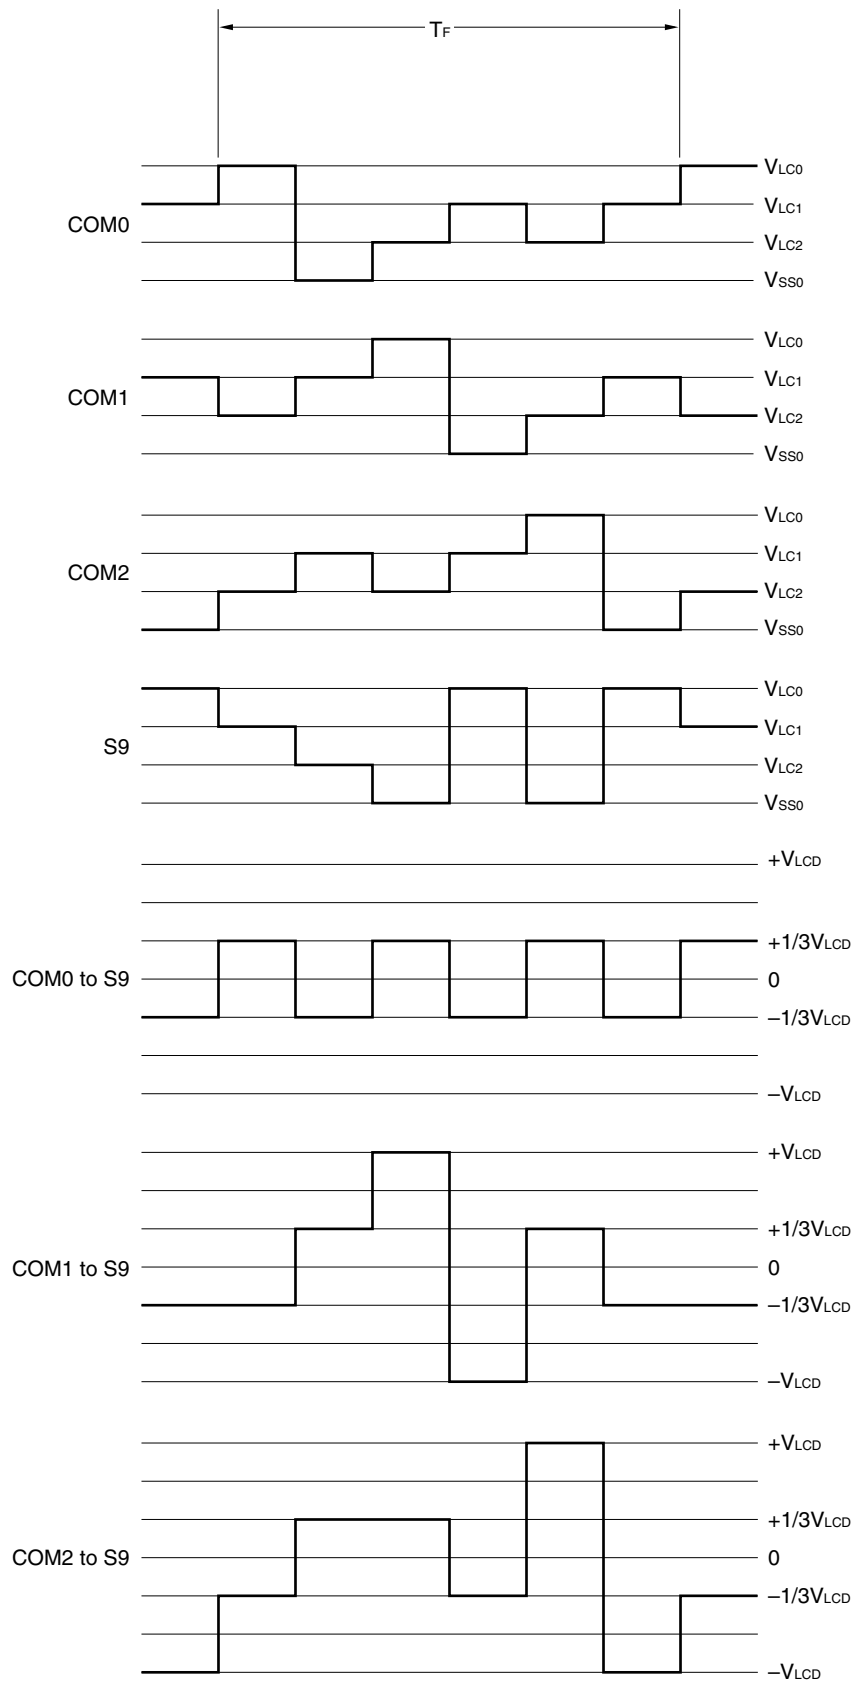 TF
VLC0
VLC1
COM0
VLC2
VSS0
VLC0
VLC1
COM1
VLC2
VSS0
VLC0
VLC1
COM2
VLC2
VSS0
VLC0
VLC1
S9
VLC2
VSS0
+VLCD
+1/3VLCD
COM0 to S9
0
–1/3VLCD
–VLCD
+VLCD
+1/3VLCD
COM1 to S9
0
–1/3VLCD
–VLCD
+VLCD
+1/3VLCD
COM2 to S9
0
–1/3VLCD
–VLCD